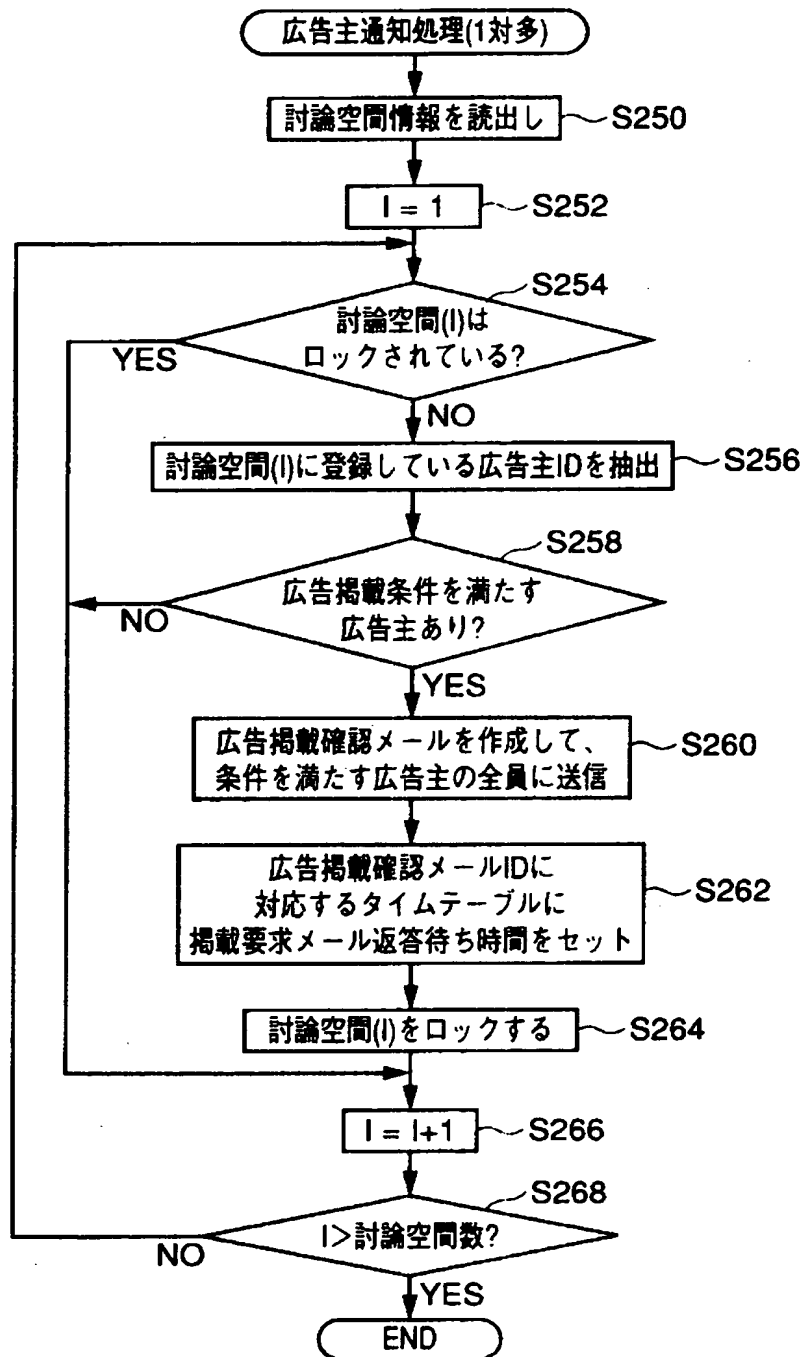 広告主通知処理(1対多)
討論空間情報を読出し
S250
I = 1
S252
S254
討論空間(I)は
ロックされている?
YES
NO
討論空間(I)に登録している広告主IDを抽出
S256
S258
広告掲載条件を満たす
広告主あり?
NO
YES
広告掲載確認メールを作成して、
条件を満たす広告主の全員に送信
S260
広告掲載確認メールIDに
対応するタイムテーブルに
掲載要求メール返答待ち時間をセット
S262
討論空間(I)をロックする
S264
I = I+1
S266
S268
I>討論空間数?
NO
YES
END